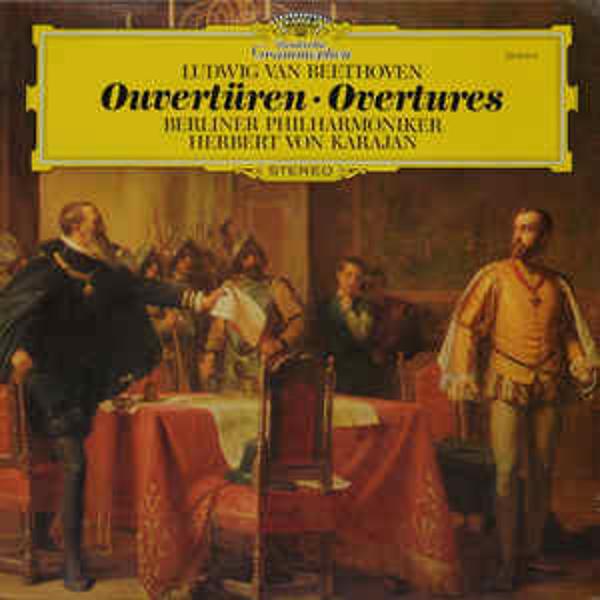 Deutsche
Grammophon
LUDWIG VAN BEETHOVEN
Ouvertüren · Overtures
BERLINER PHILHARMONIKER
HERBERT VON KARAJAN
STEREO